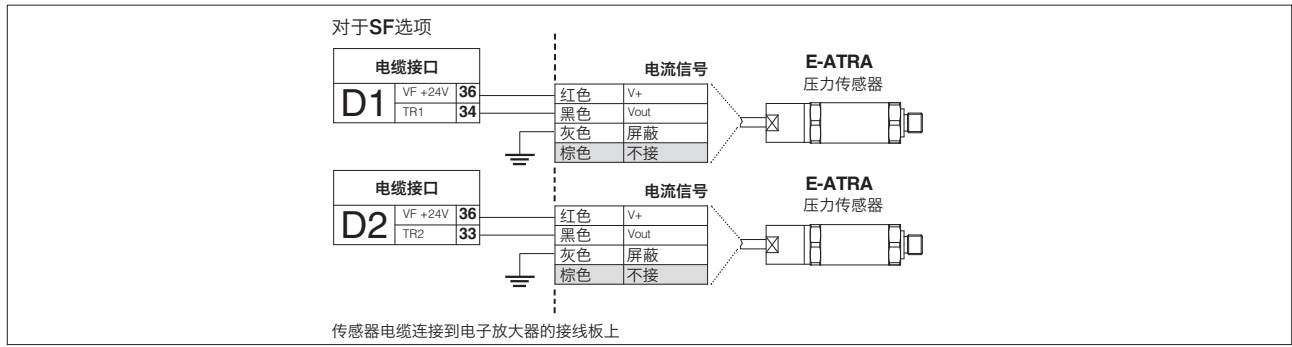 对于SF选项
电缆接口
D1
VF +24V 36
TR1 34
电流信号
红色 V+
黑色 Vout
灰色 屏蔽
棕色 不接
E-ATRA
压力传感器
电缆接口
D2
VF +24V 36
TR2 33
电流信号
红色 V+
黑色 Vout
灰色 屏蔽
棕色 不接
E-ATRA
压力传感器
传感器电缆连接到电子放大器的接线板上